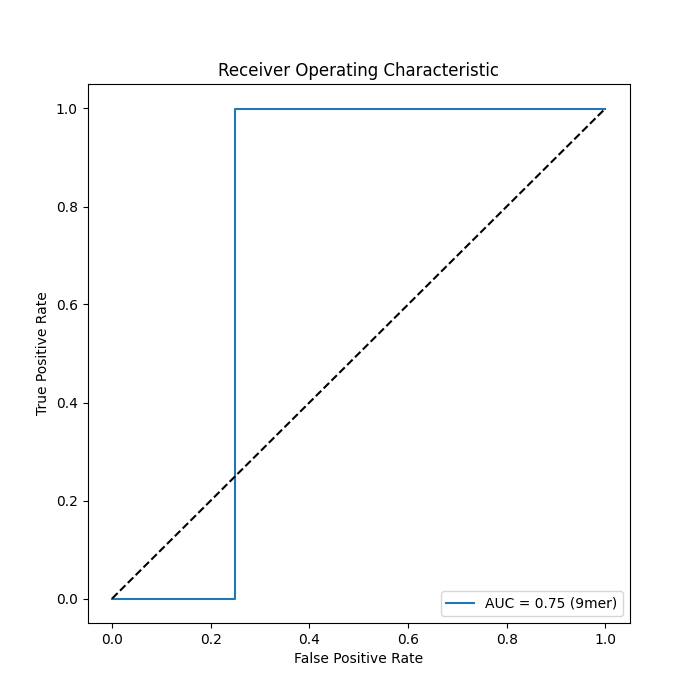 Receiver Operating Characteristic
1.0
0.8
0.6
0.4
0.2
0.0
True Positive Rate
AUC = 0.75 (9mer)
0.0 0.2 0.4 0.6 0.8 1.0
False Positive Rate